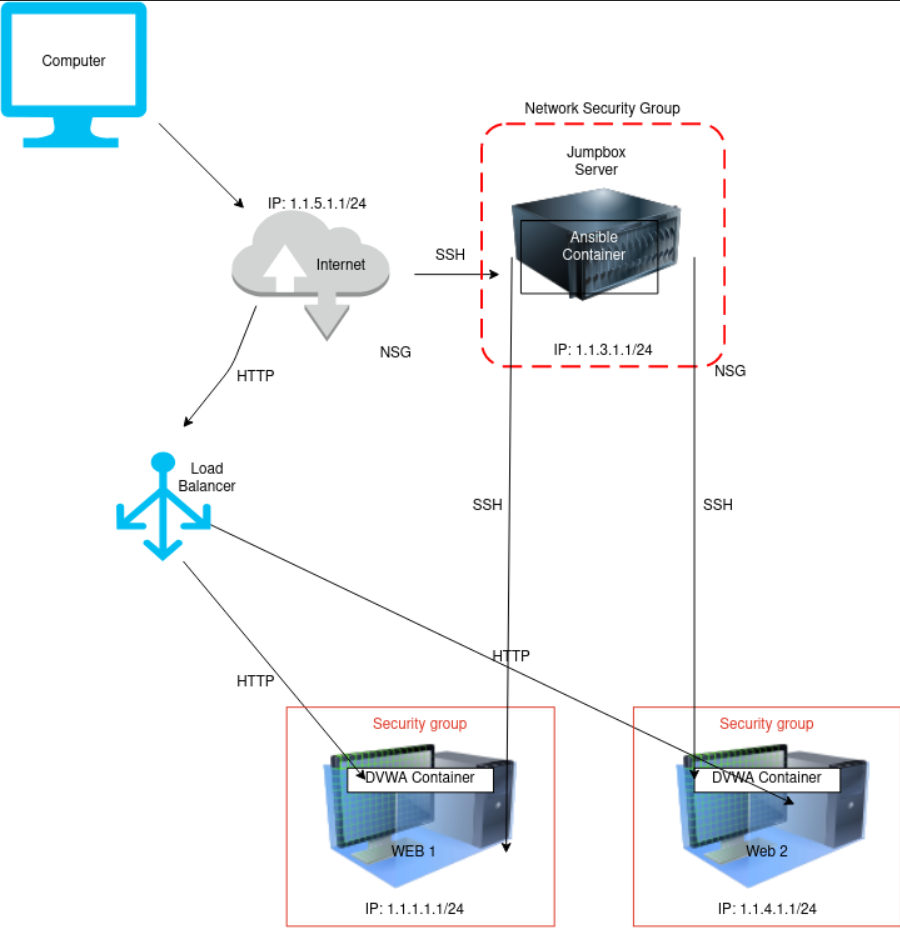 Computer
Network Security Group
Jumpbox
Server
IP: 1.1.5.1.1/24
Ansible
Container
SSH
Internet
IP: 1.1.3.1.1/24
NSG
NSG
HTTP
Load
Balancer
SSH
SSH
HTTP
HTTP
Security group
Security group
DVWA Container
DVWA Container
WEB 1
Web 2
IP: 1.1.1.1.1/24
IP: 1.1.4.1.1/24